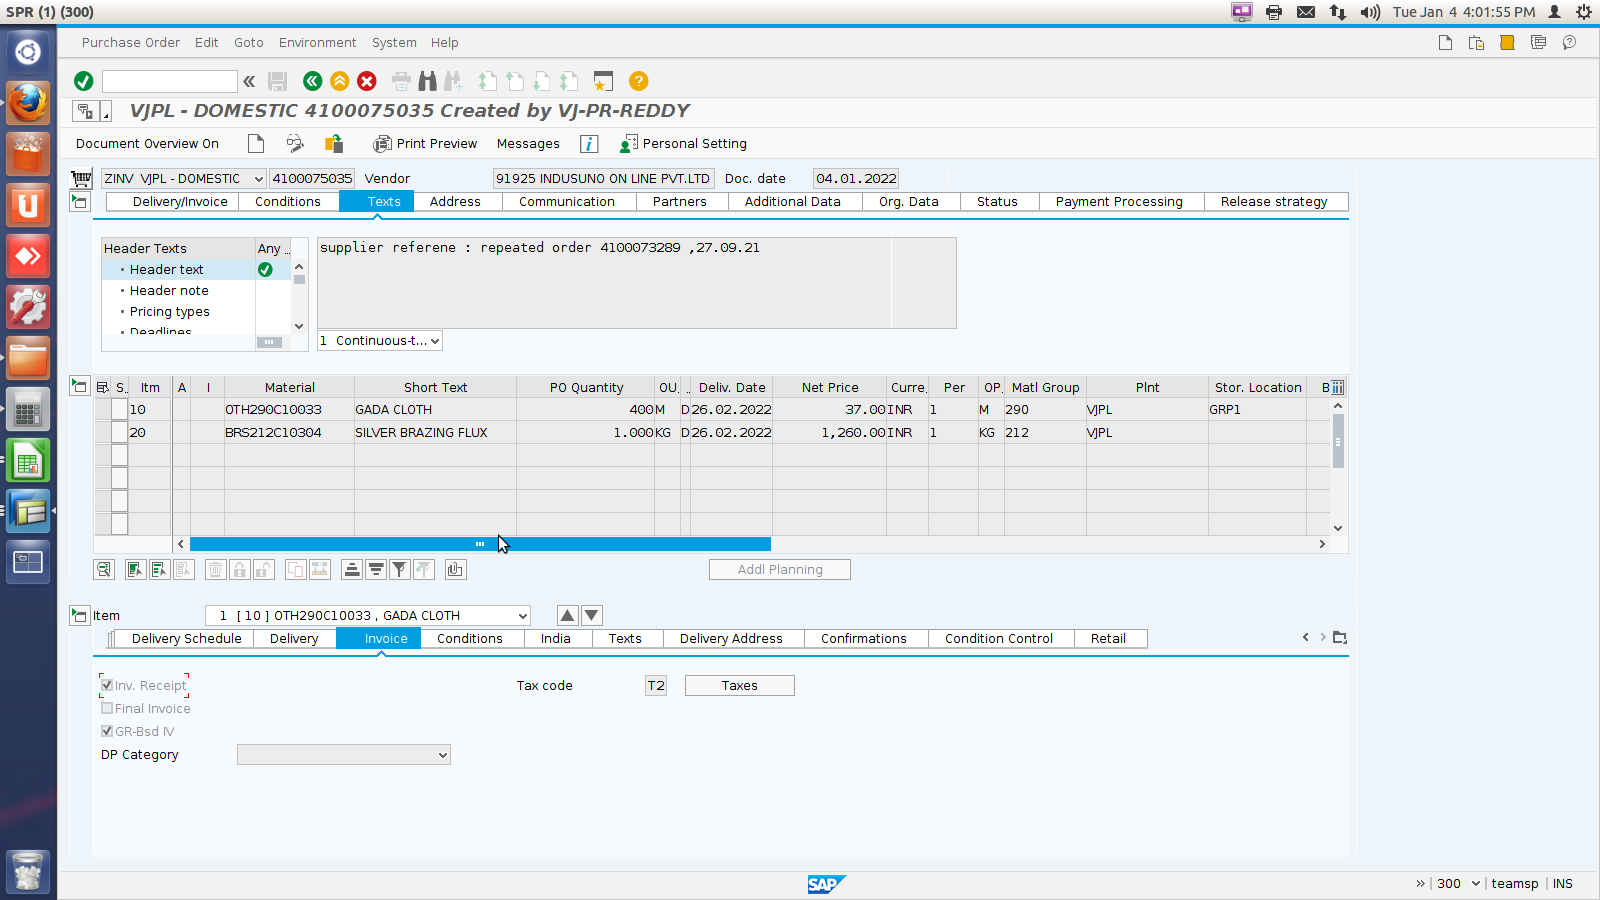 SPR (1) (300)
Tue Jan 4 4:01:55 PM
Purchase Order Edit Goto Environment System Help
VJPL - DOMESTIC 4100075035 Created by VJ-PR-REDDY
Document Overview On Print Preview Messages Personal Setting
ZINV VJPL - DOMESTIC 4100075035 Vendor 91925 INDUSUNO ON LINE PVT.LTD Doc. date 04.01.2022
Delivery/Invoice Conditions Texts Address Communication Partners Additional Data Org. Data Status Payment Processing Release strategy
Header Texts Any ..
Header text
Header note
Pricing types
Deadlines
supplier referene : repeated order 4100073289 ,27.09.21
1 Continuous-t...
S.. Itm A I Material Short Text PO Quantity OU.. .. Deliv. Date Net Price Curre.. Per OP.. Matl Group Plnt Stor. Location B
10 OTH290C10033 GADA CLOTH 400 M D 26.02.2022 37.00 INR 1 M 290 VJPL GRP1
20 BRS212C10304 SILVER BRAZING FLUX 1.000 KG D 26.02.2022 1,260.00 INR 1 KG 212 VJPL
Addl Planning
Item 1 [ 10 ] OTH290C10033 , GADA CLOTH
Delivery Schedule Delivery Invoice Conditions India Texts Delivery Address Confirmations Condition Control Retail
Inv. Receipt Tax code T2 Taxes
Final Invoice
GR-Bsd IV
DP Category
SAP
300 teamsp INS